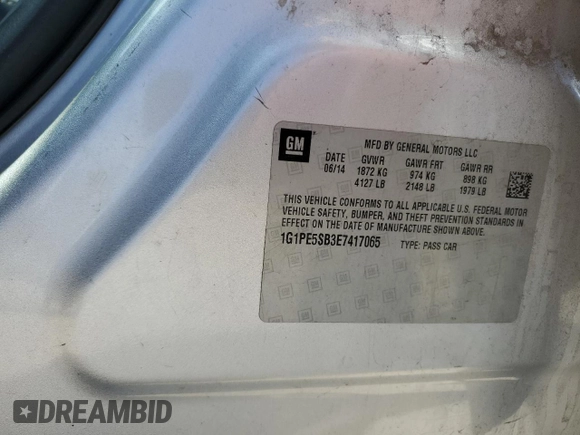 GM
MFD BY GENERAL MOTORS LLC
DATE GVWR GAWR FRT GAWR RR
06/14 1872 KG 974 KG 898 KG
4127 LB 2148 LB 1979 LB
THIS VEHICLE CONFORMS TO ALL APPLICABLE U.S. FEDERAL MOTOR
VEHICLE SAFETY, BUMPER, AND THEFT PREVENTION STANDARDS IN
EFFECT ON THE DATE OF MANUFACTURE SHOWN ABOVE.
1G1PE5SB3E7417065 TYPE: PASS CAR
DREAMBID